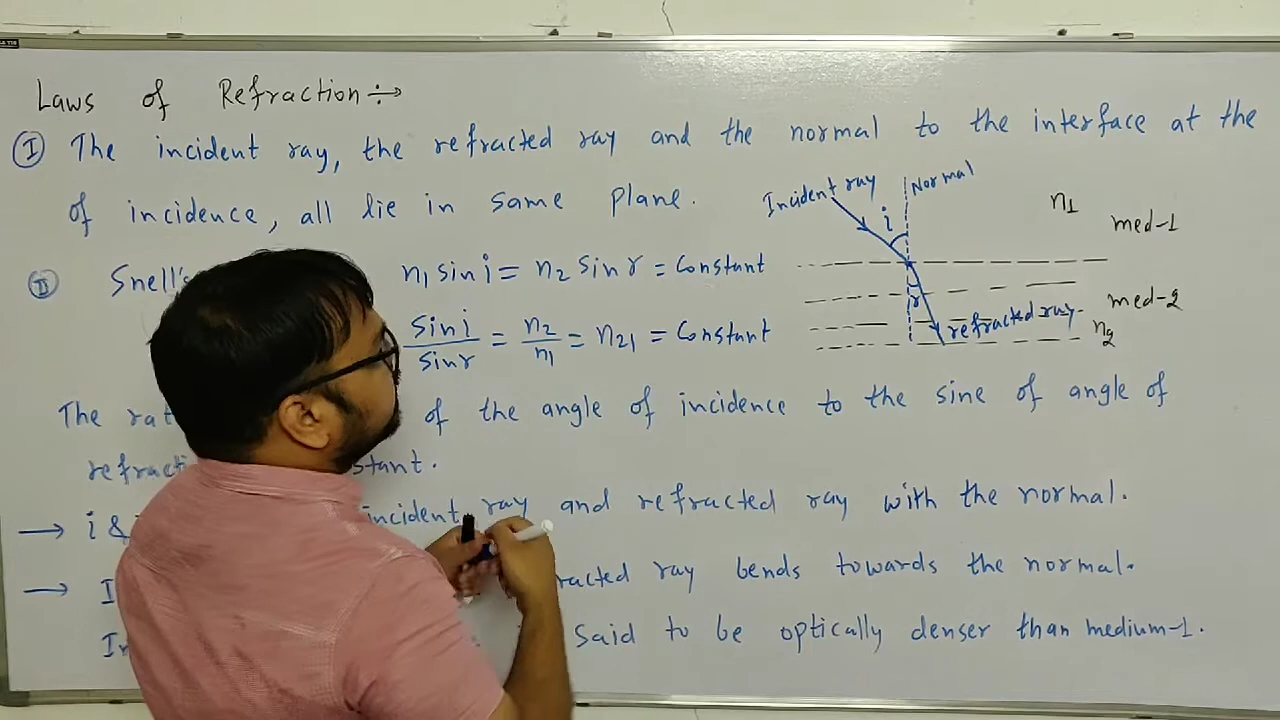 Laws of Refraction ÷→
Ⓘ The incident ray, the refracted ray and the normal to the interface at the
of incidence, all lie in same plane.
Incident ray
Normal
i
n1
med-1
Ⅱ Snell's n1 sin i = n2 sin r = Constant
r
med-2
refracted ray.
n2
sin i / sin r = n2 / n1 = n21 = Constant
The of the angle of incidence to the sine of angle of
stant.
→ i & incident ray and refracted ray with the normal.
→ I racted ray bends towards the normal.
said to be optically denser than medium-1.